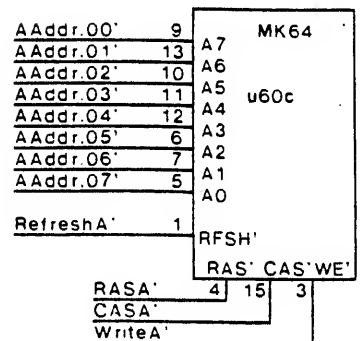 MK64
u60c
AAddr.00' 9 A7
AAddr.01' 13 A6
AAddr.02' 10 A5
AAddr.03' 11 A4
AAddr.04' 12 A3
AAddr.05' 6 A2
AAddr.06' 7 A1
AAddr.07' 5 A0
RefreshA' 1 RFSH'
RAS' CAS' WE'
RASA' 4 15 3
CASA'
WriteA'